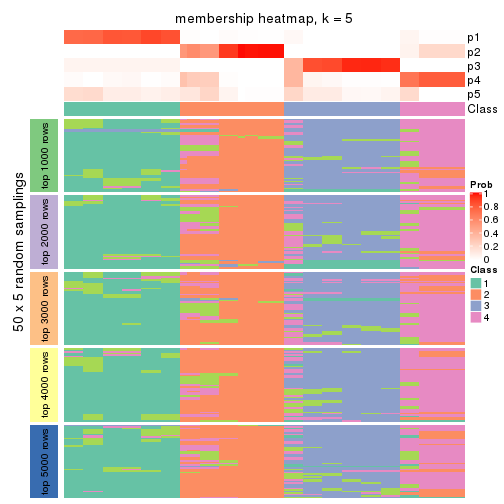 membership heatmap, k = 5
p1
p2
p3
p4
p5
Class
50 x 5 random samplings
top 1000 rows
top 2000 rows
top 3000 rows
top 4000 rows
top 5000 rows
Prob
1
0.8
0.6
0.4
0.2
0
Class
1
2
3
4